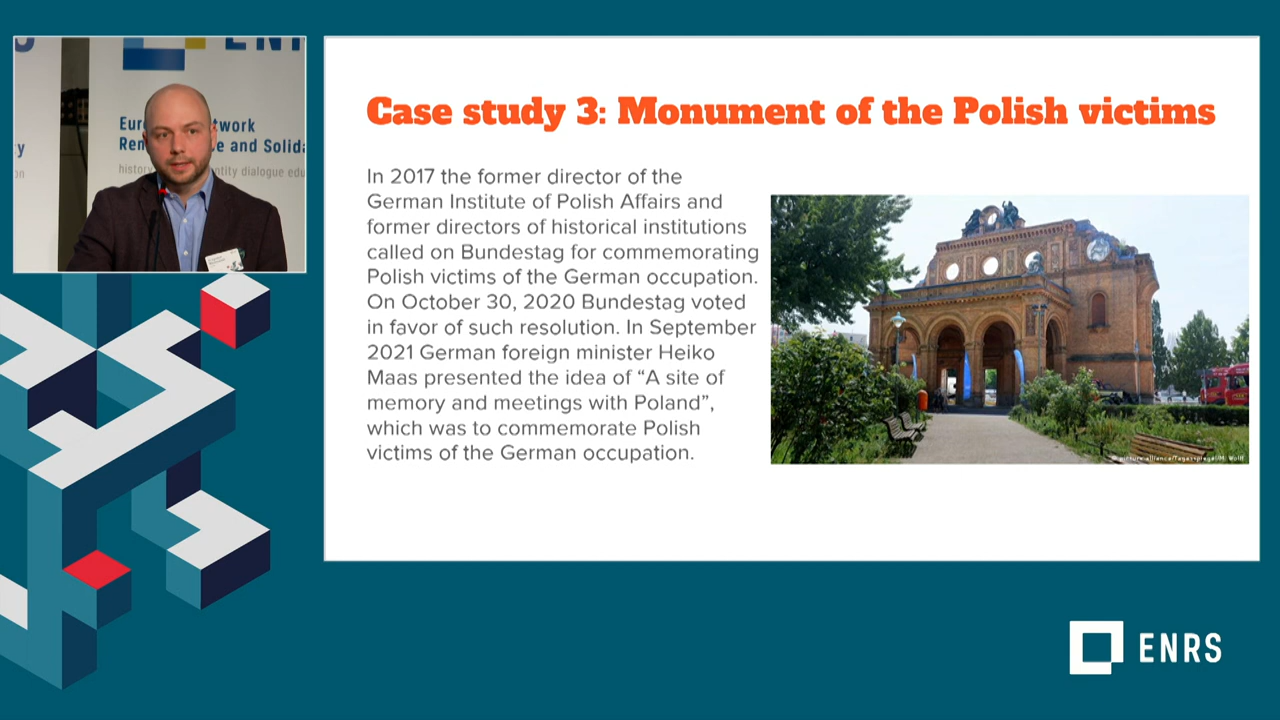 ENRS
European Network
Remembrance and Solidarity
Case study 3: Monument of the Polish victims
In 2017 the former director of the
German Institute of Polish Affairs and
former directors of historical institutions
called on Bundestag for commemorating
Polish victims of the German occupation.
On October 30, 2020 Bundestag voted
in favor of such resolution. In September
2021 German foreign minister Heiko
Maas presented the idea of “A site of
memory and meetings with Poland”,
which was to commemorate Polish
victims of the German occupation.
ENRS